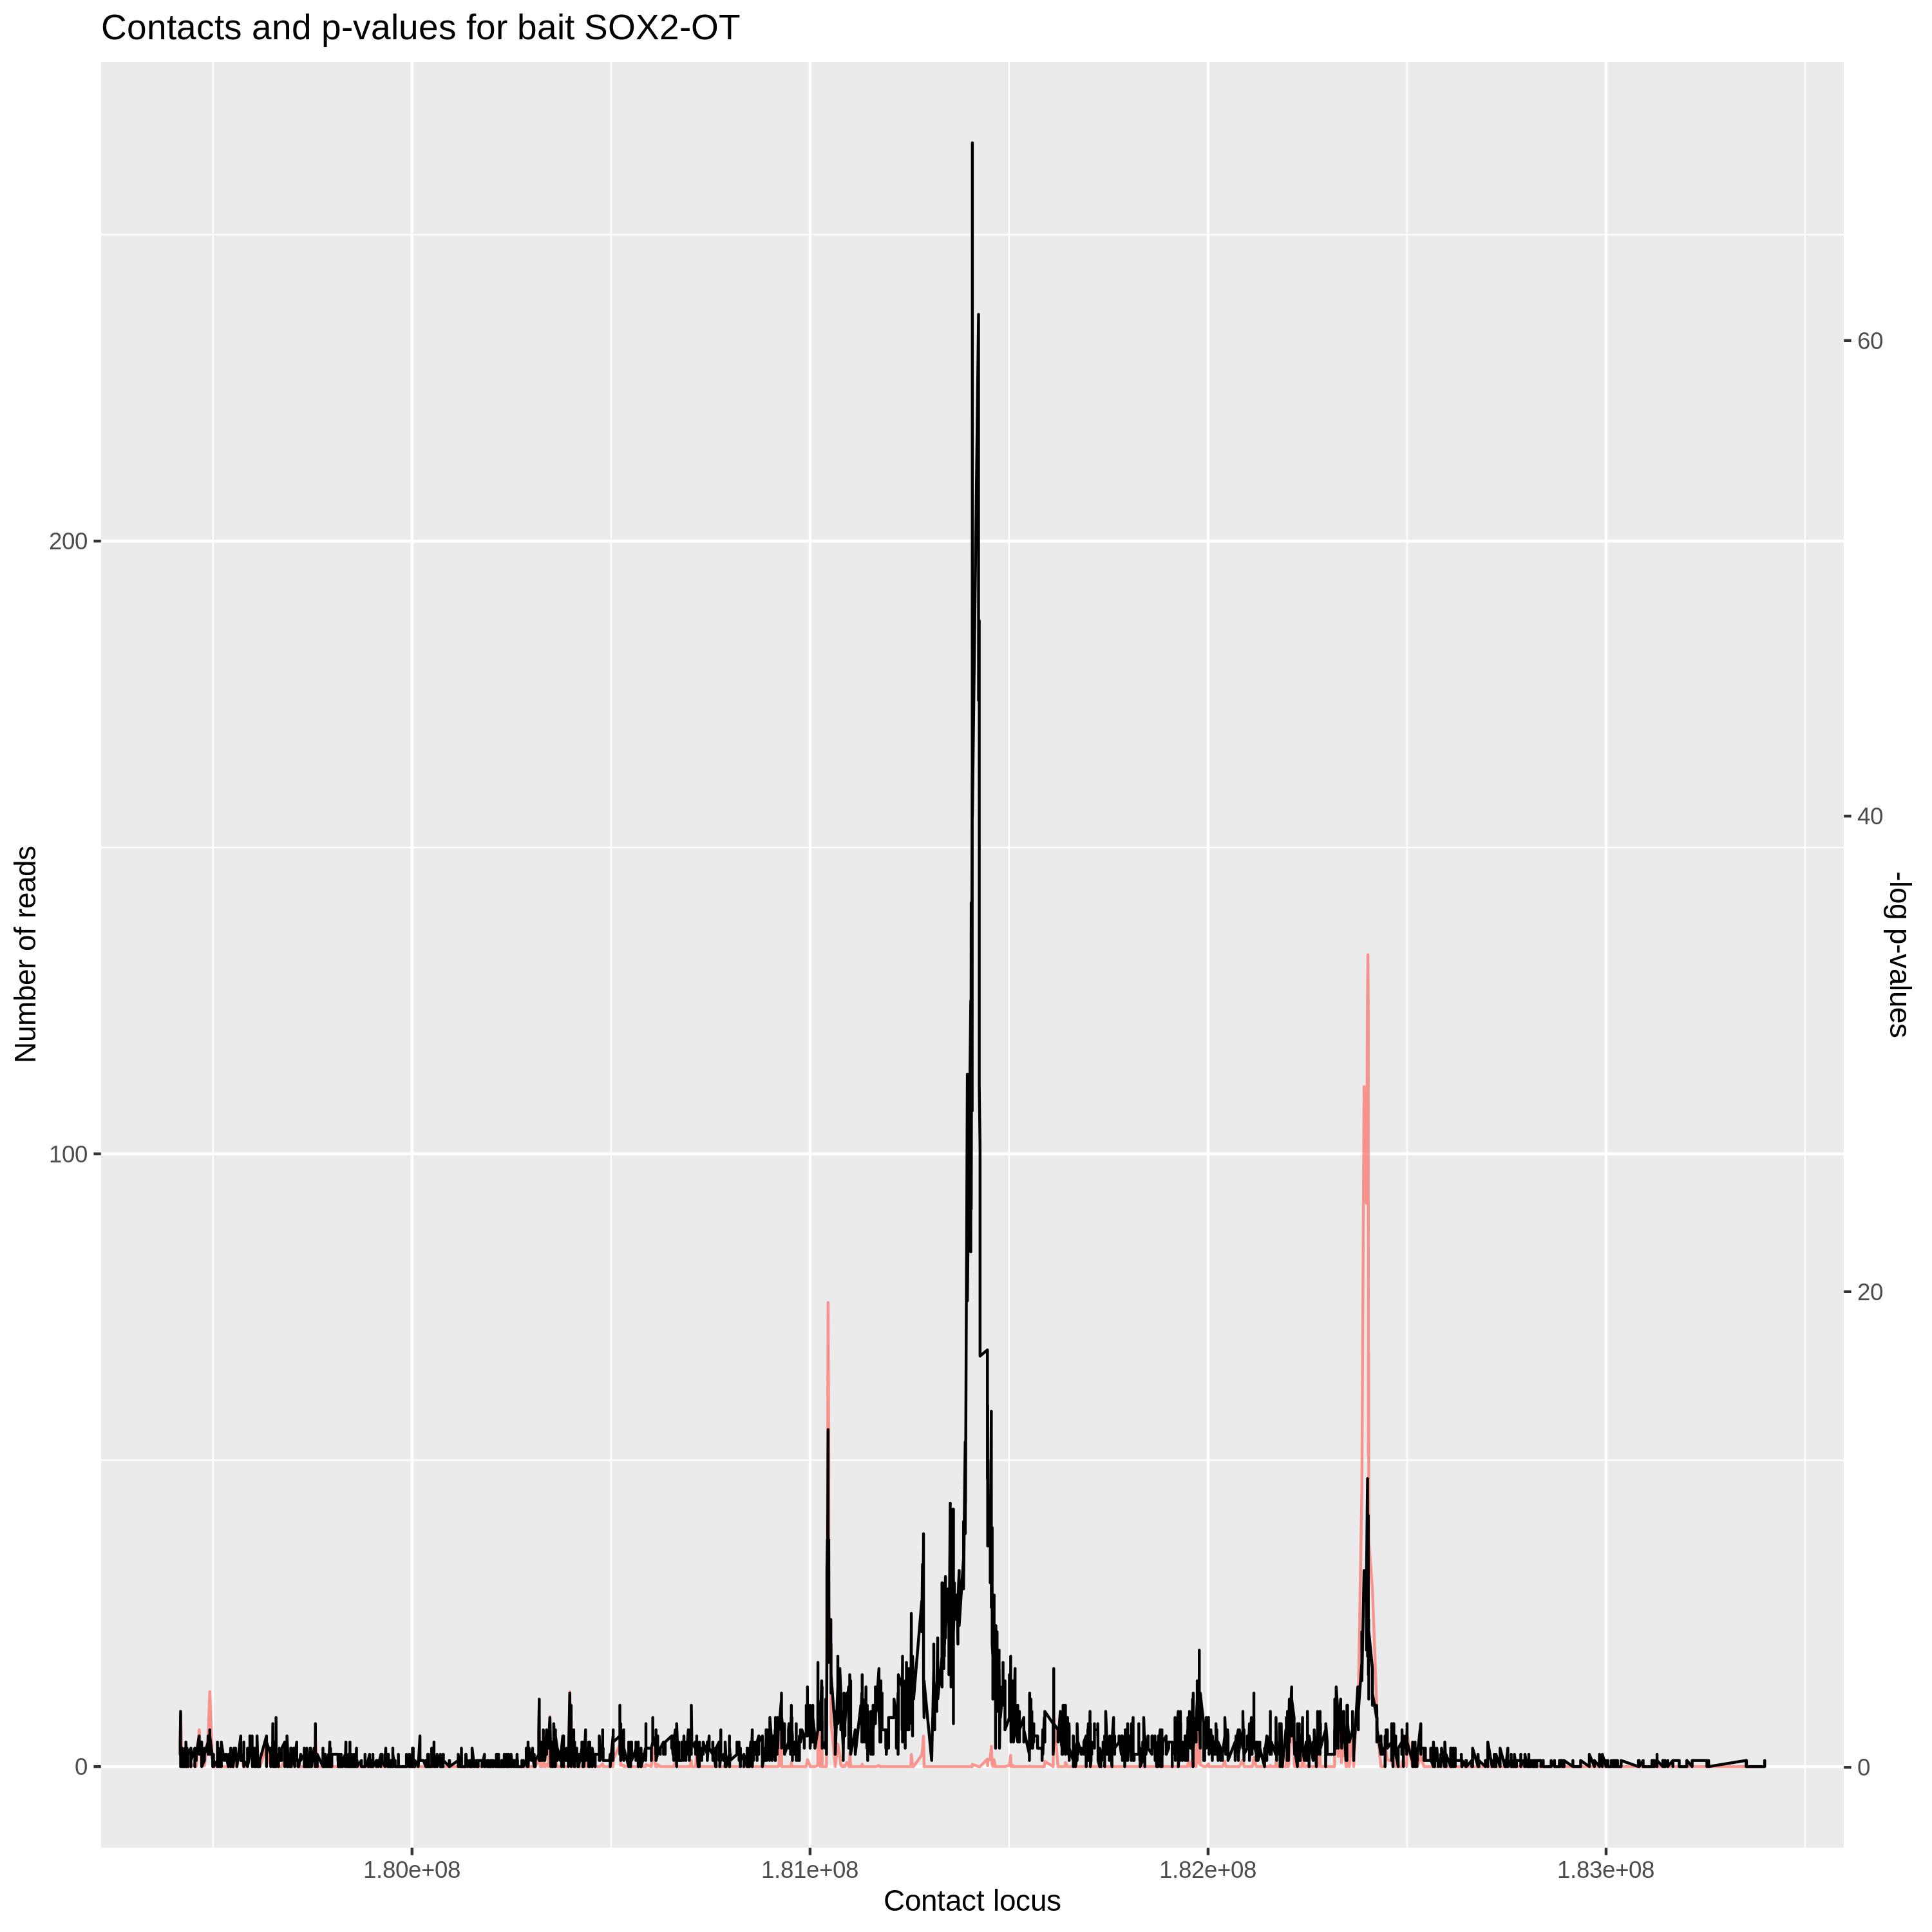 Contacts and p-values for bait SOX2-OT
200
100
0
Number of reads
60
40
20
0
-log p-values
1.80e+08
1.81e+08
1.82e+08
1.83e+08
Contact locus